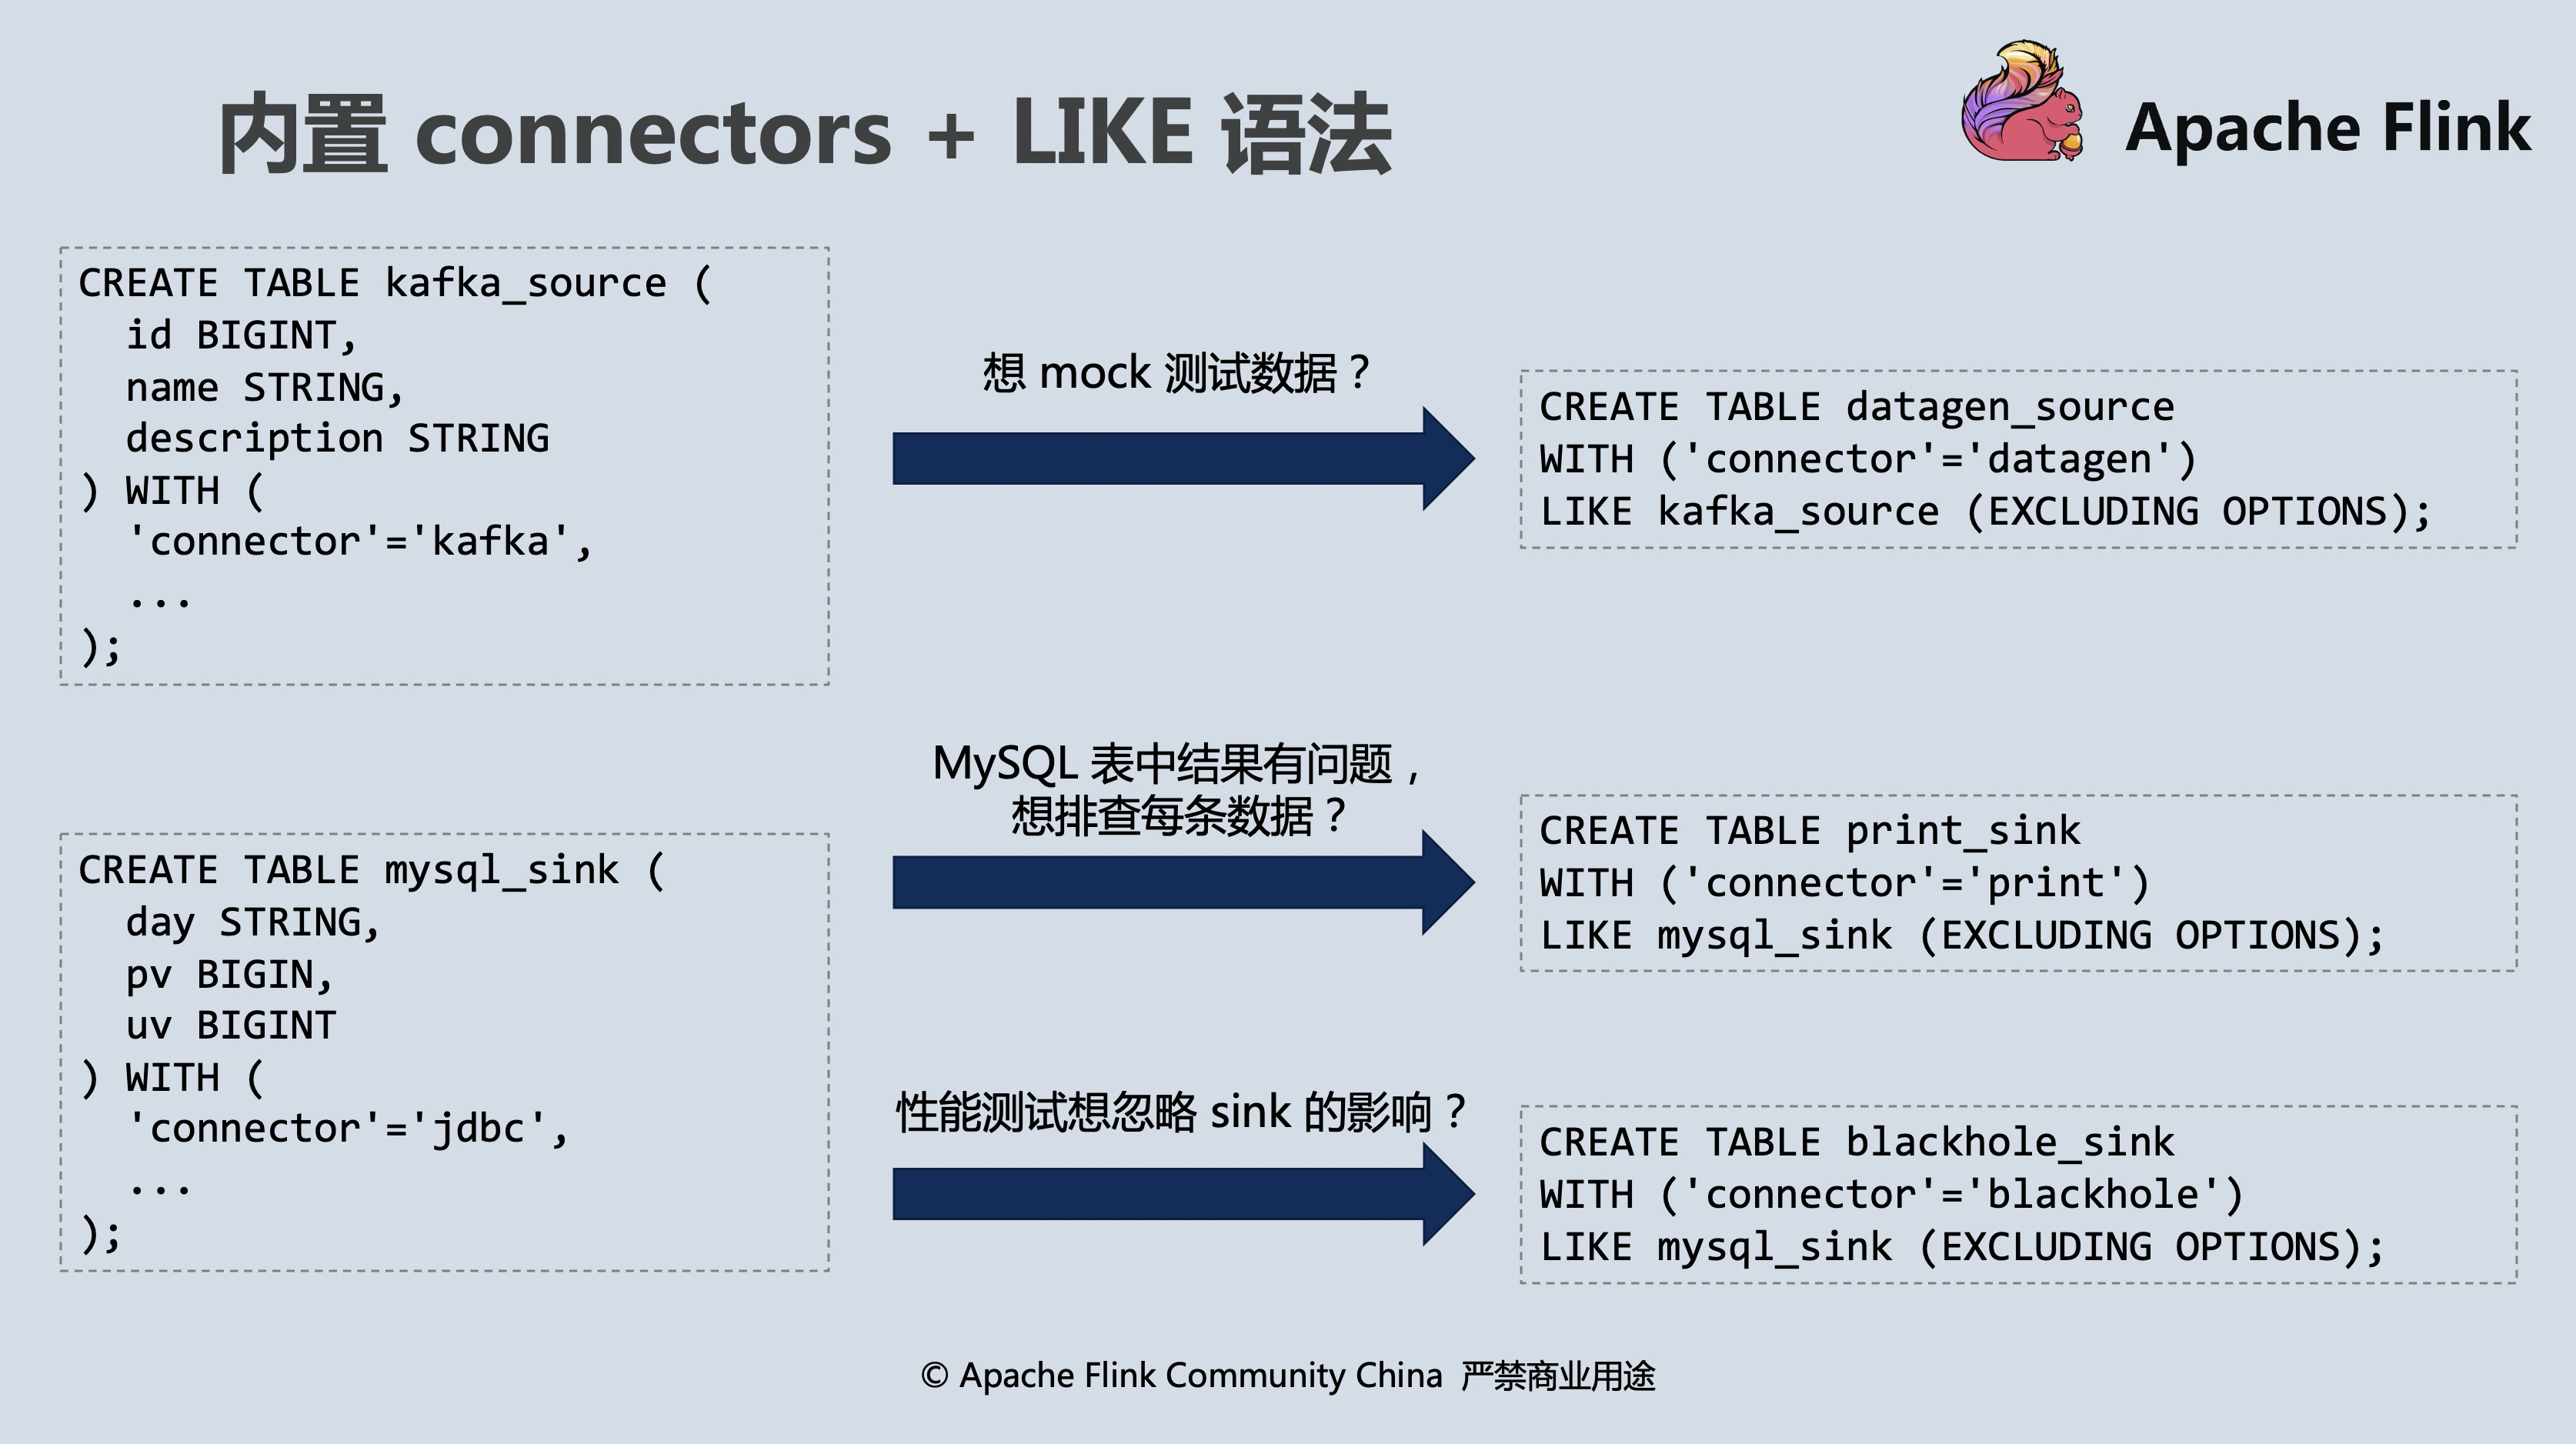 内置 connectors + LIKE 语法
Apache Flink
CREATE TABLE kafka_source (
  id BIGINT,
  name STRING,
  description STRING
) WITH (
  'connector'='kafka',
  ...
);
想 mock 测试数据？
CREATE TABLE datagen_source
WITH ('connector'='datagen')
LIKE kafka_source (EXCLUDING OPTIONS);
CREATE TABLE mysql_sink (
  day STRING,
  pv BIGIN,
  uv BIGINT
) WITH (
  'connector'='jdbc',
  ...
);
MySQL 表中结果有问题，
想排查每条数据？
CREATE TABLE print_sink
WITH ('connector'='print')
LIKE mysql_sink (EXCLUDING OPTIONS);
性能测试想忽略 sink 的影响？
CREATE TABLE blackhole_sink
WITH ('connector'='blackhole')
LIKE mysql_sink (EXCLUDING OPTIONS);
© Apache Flink Community China 严禁商业用途